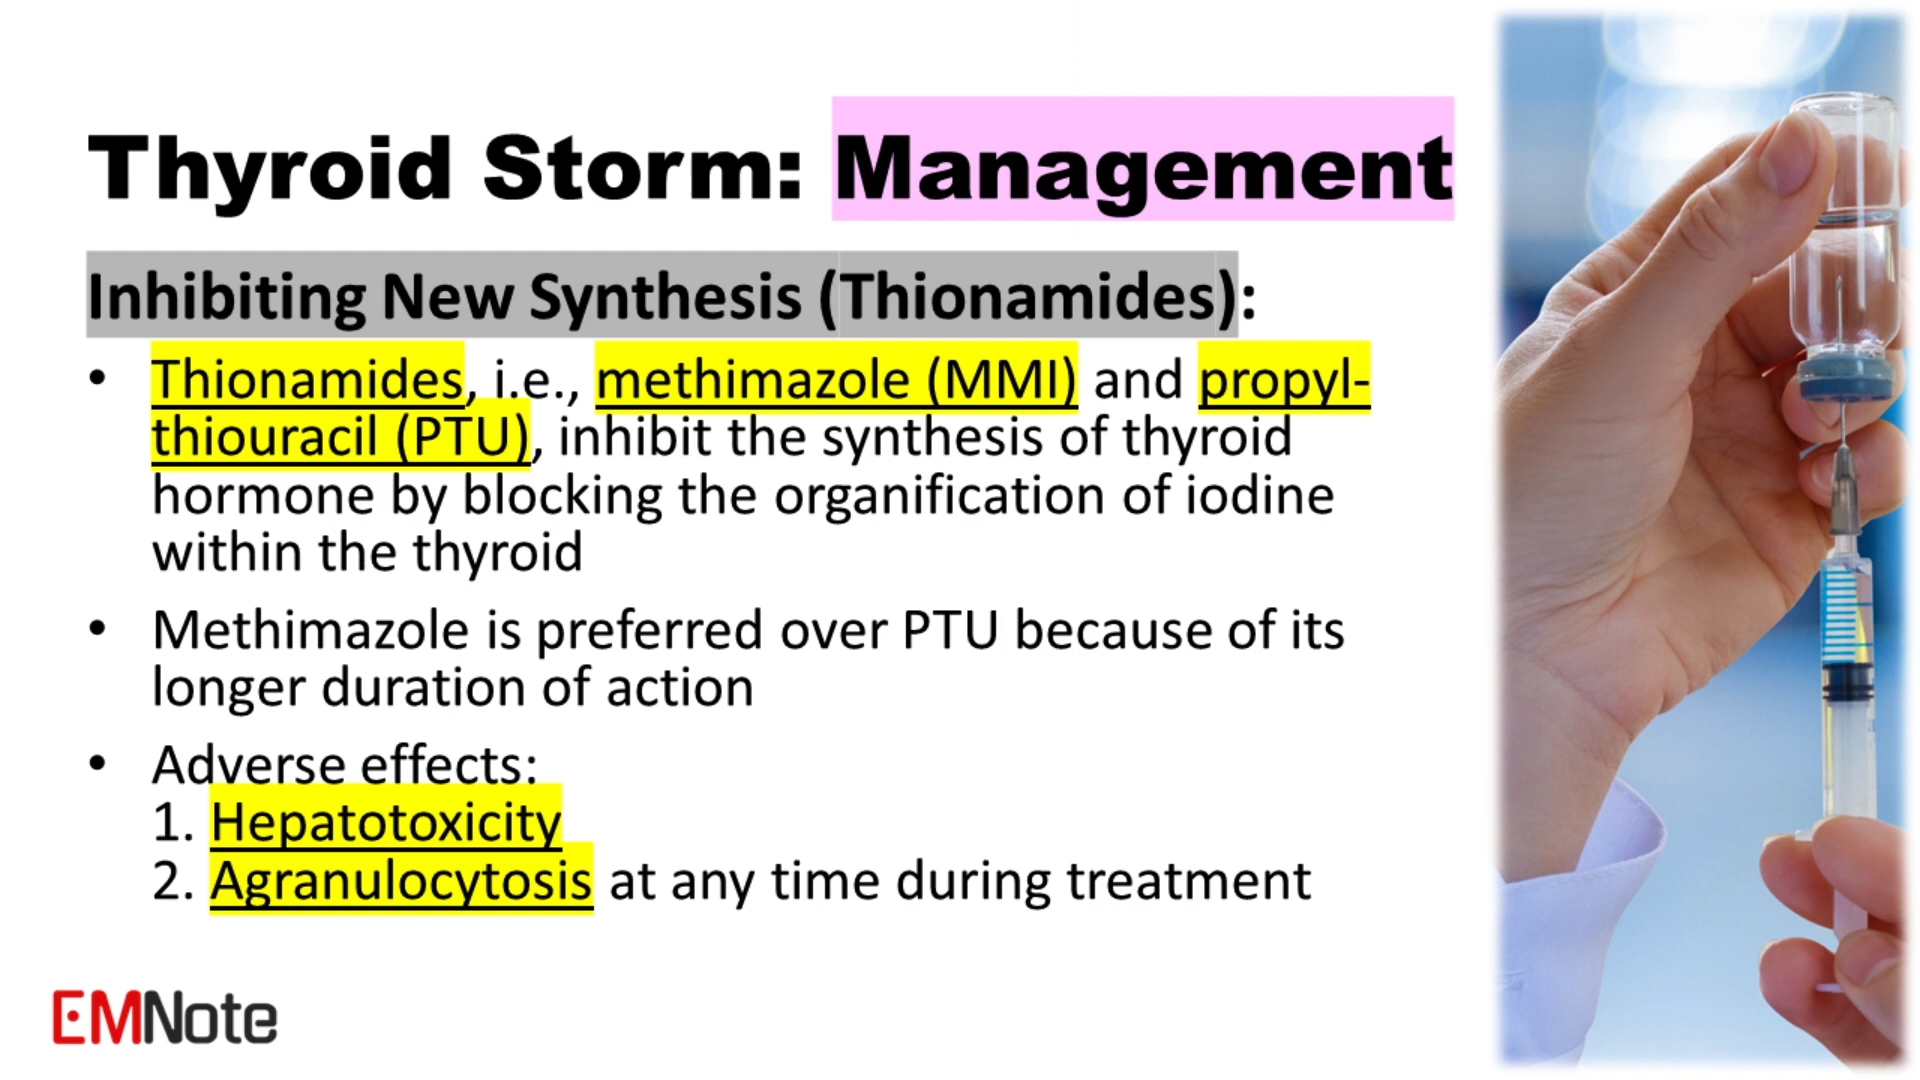 Thyroid Storm: Management
Inhibiting New Synthesis (Thionamides):
• Thionamides, i.e., methimazole (MMI) and propyl-
thiouracil (PTU), inhibit the synthesis of thyroid
hormone by blocking the organification of iodine
within the thyroid
• Methimazole is preferred over PTU because of its
longer duration of action
• Adverse effects:
1. Hepatotoxicity
2. Agranulocytosis at any time during treatment
EMNote